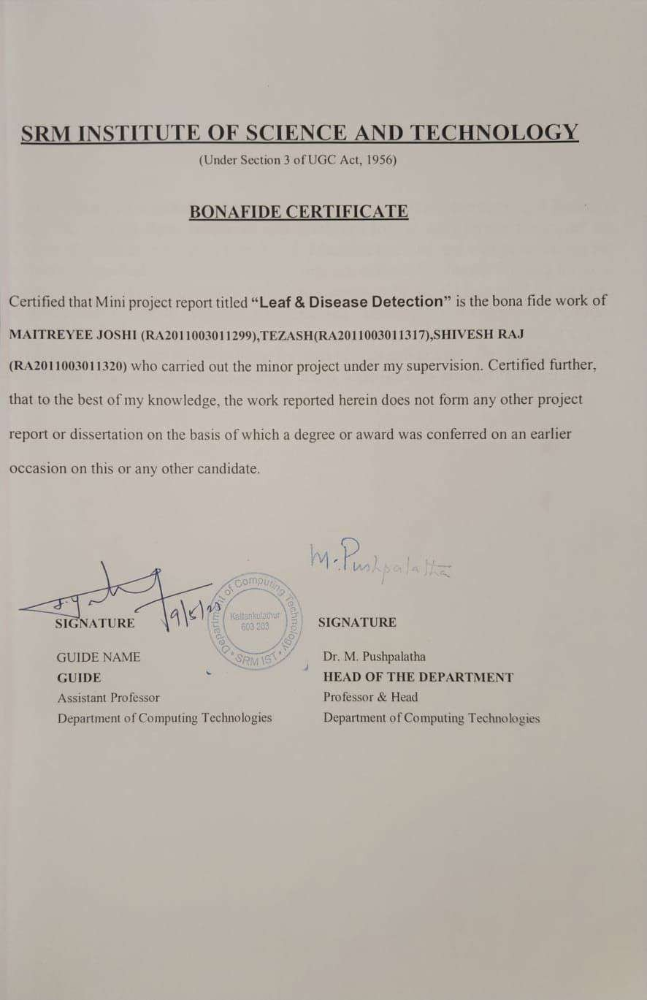 SRM INSTITUTE OF SCIENCE AND TECHNOLOGY
(Under Section 3 of UGC Act, 1956)
BONAFIDE CERTIFICATE
Certified that Mini project report titled “Leaf & Disease Detection” is the bona fide work of
MAITREYEE JOSHI (RA2011003011299),TEZASH(RA2011003011317),SHIVESH RAJ
(RA2011003011320) who carried out the minor project under my supervision. Certified further,
that to the best of my knowledge, the work reported herein does not form any other project
report or dissertation on the basis of which a degree or award was conferred on an earlier
occasion on this or any other candidate.
M. Pushpalatha
Department of Computing Technology
Kattankulathur
603 203
* SRM IST *
SIGNATURE
SIGNATURE
GUIDE NAME
GUIDE
Assistant Professor
Department of Computing Technologies
Dr. M. Pushpalatha
HEAD OF THE DEPARTMENT
Professor & Head
Department of Computing Technologies